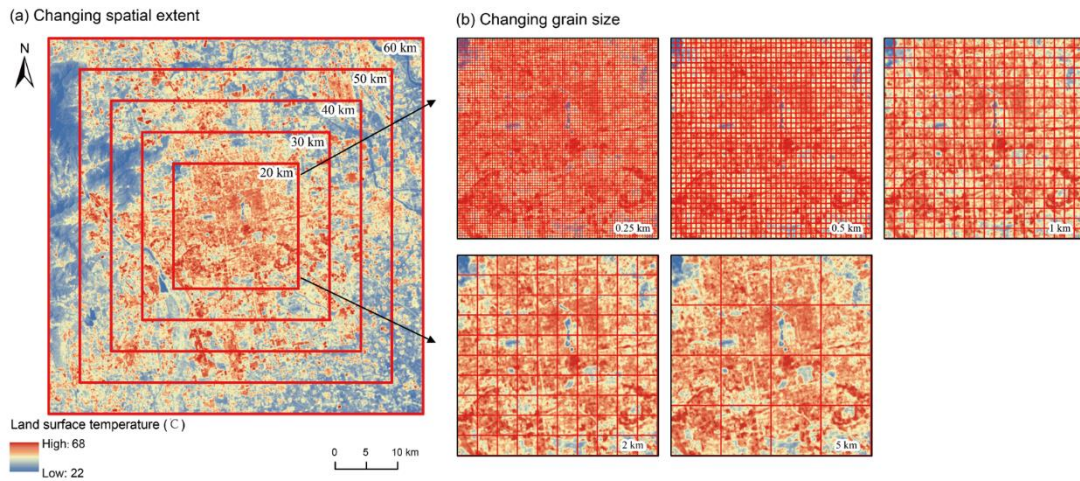 (a) Changing spatial extent
N
60 km
50 km
40 km
30 km
20 km
Land surface temperature (C)
High: 68
Low: 22
0 5 10 km
(b) Changing grain size
0.25 km
0.5 km
1 km
2 km
5 km